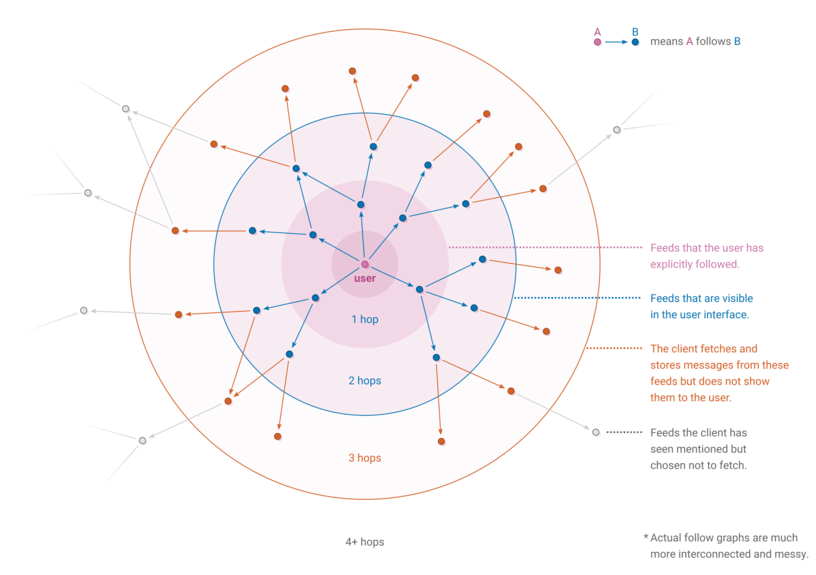 A B
means A follows B
Feeds that the user has
explicitly followed.
user
Feeds that are visible
in the user interface.
1 hop
The client fetches and
stores messages from these
feeds but does not show
them to the user.
2 hops
Feeds the client has
seen mentioned but
chosen not to fetch.
3 hops
4+ hops
* Actual follow graphs are much
more interconnected and messy.